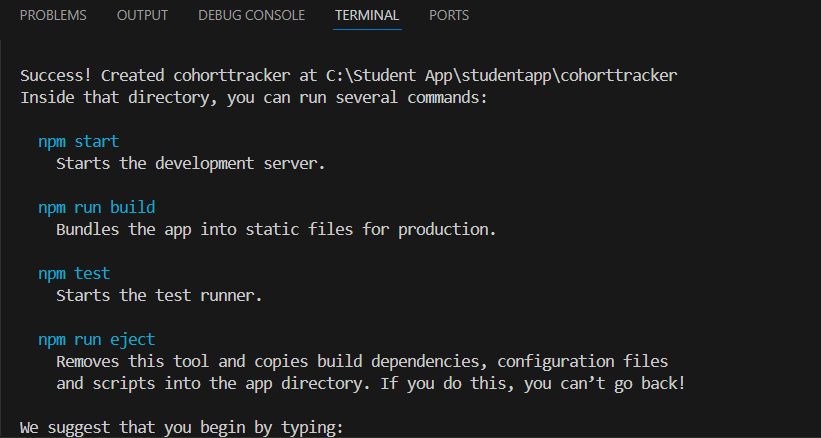 PROBLEMS OUTPUT DEBUG CONSOLE TERMINAL PORTS
Success! Created cohorttracker at C:\Student App\studentapp\cohorttracker
Inside that directory, you can run several commands:
npm start
Starts the development server.
npm run build
Bundles the app into static files for production.
npm test
Starts the test runner.
npm run eject
Removes this tool and copies build dependencies, configuration files
and scripts into the app directory. If you do this, you can’t go back!
We suggest that you begin by typing: